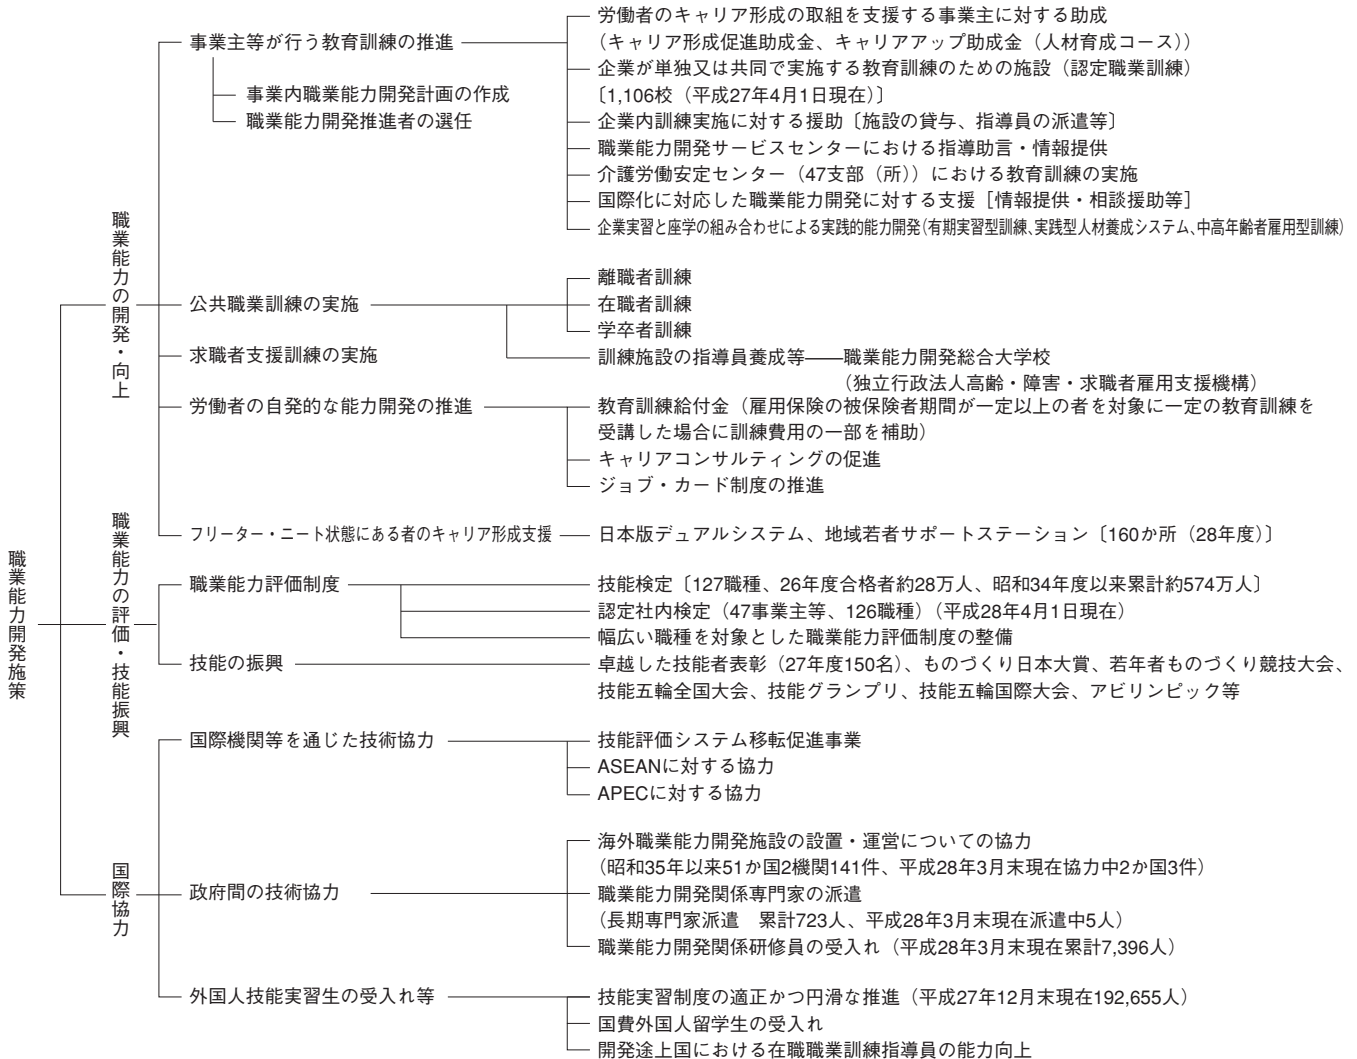 職業能力開発施策
職業能力の開発・向上
事業主等が行う教育訓練の推進
事業内職業能力開発計画の作成
職業能力開発推進者の選任
労働者のキャリア形成の取組を支援する事業主に対する助成
（キャリア形成促進助成金、キャリアアップ助成金（人材育成コース））
企業が単独又は共同で実施する教育訓練のための施設（認定職業訓練）
〔1,106校（平成27年4月1日現在）〕
企業内訓練実施に対する援助〔施設の貸与、指導員の派遣等〕
職業能力開発サービスセンターにおける指導助言・情報提供
介護労働安定センター（47支部（所））における教育訓練の実施
国際化に対応した職業能力開発に対する支援［情報提供・相談援助等］
企業実習と座学の組み合わせによる実践的能力開発（有期実習型訓練、実践型人材養成システム、中高年齢者雇用型訓練）
公共職業訓練の実施
離職者訓練
在職者訓練
学卒者訓練
訓練施設の指導員養成等――職業能力開発総合大学校
（独立行政法人高齢・障害・求職者雇用支援機構）
求職者支援訓練の実施
労働者の自発的な能力開発の推進
教育訓練給付金（雇用保険の被保険者期間が一定以上の者を対象に一定の教育訓練を
受講した場合に訓練費用の一部を補助）
キャリアコンサルティングの促進
ジョブ・カード制度の推進
フリーター・ニート状態にある者のキャリア形成支援
日本版デュアルシステム、地域若者サポートステーション〔160か所（28年度）〕
職業能力の評価・技能振興
職業能力評価制度
技能検定〔127職種、26年度合格者約28万人、昭和34年度以来累計約574万人〕
認定社内検定（47事業主等、126職種）（平成28年4月1日現在）
幅広い職種を対象とした職業能力評価制度の整備
技能の振興
卓越した技能者表彰（27年度150名）、ものづくり日本大賞、若年者ものづくり競技大会、
技能五輪全国大会、技能グランプリ、技能五輪国際大会、アビリンピック等
国際協力
国際機関等を通じた技術協力
技能評価システム移転促進事業
ASEANに対する協力
APECに対する協力
政府間の技術協力
海外職業能力開発施設の設置・運営についての協力
（昭和35年以来51か国2機関141件、平成28年3月末現在協力中2か国3件）
職業能力開発関係専門家の派遣
（長期専門家派遣　累計723人、平成28年3月末現在派遣中5人）
職業能力開発関係研修員の受入れ（平成28年3月末現在累計7,396人）
外国人技能実習生の受入れ等
技能実習制度の適正かつ円滑な推進（平成27年12月末現在192,655人）
国費外国人留学生の受入れ
開発途上国における在職職業訓練指導員の能力向上